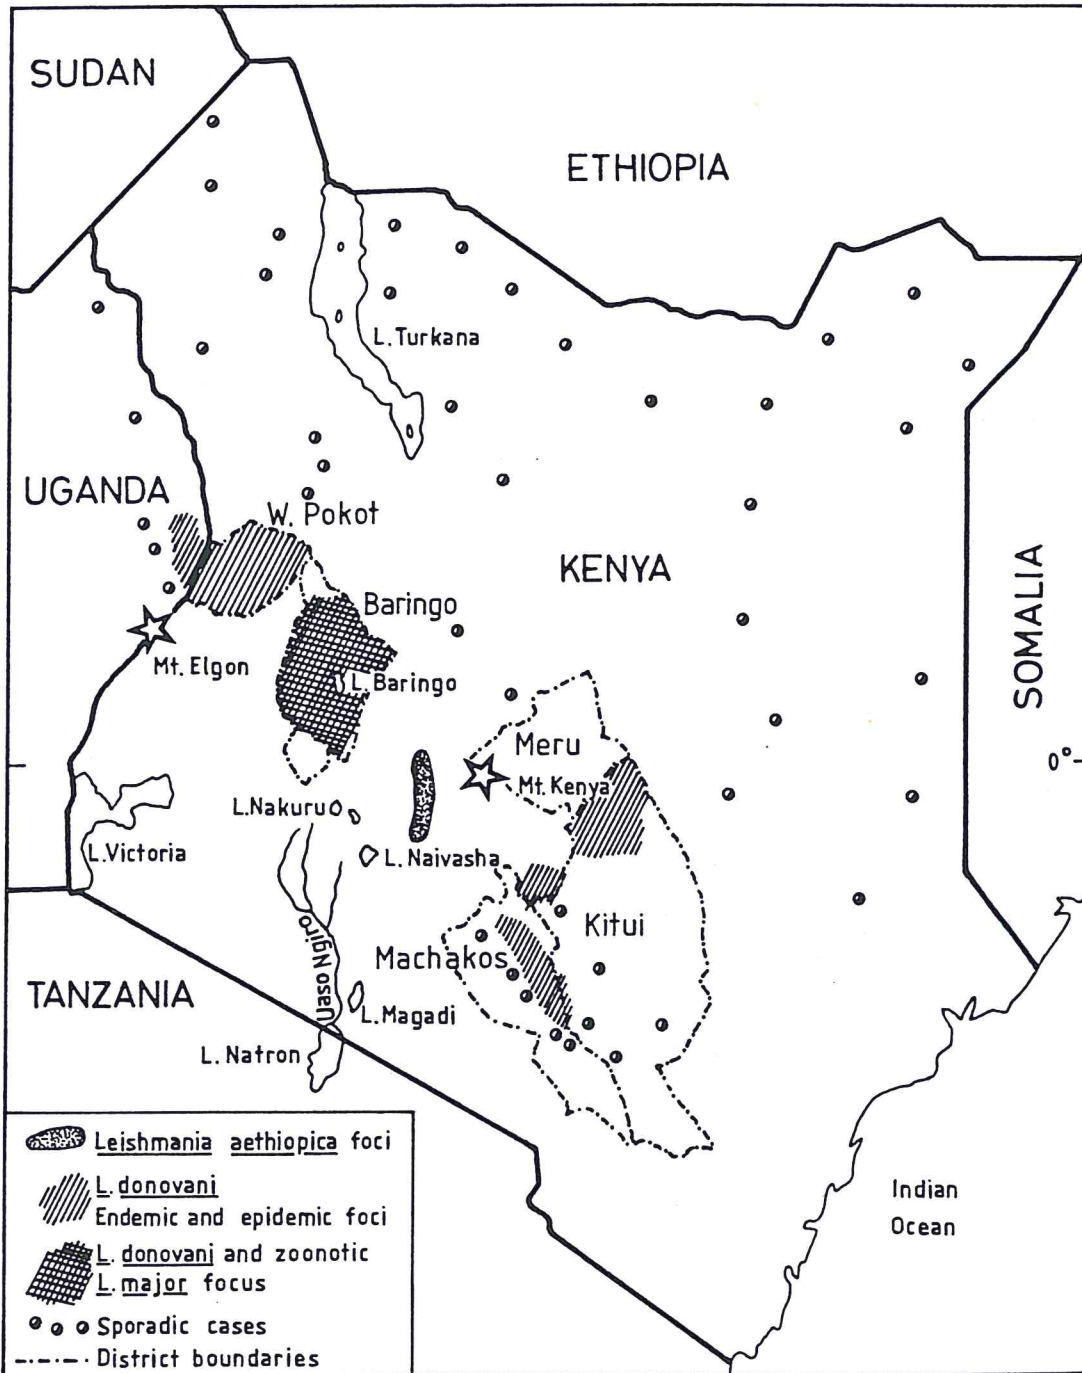 SUDAN
ETHIOPIA
L.Turkana
UGANDA
W. Pokot
KENYA
SOMALIA
Baringo
Mt. Elgon
L. Baringo
Meru
Mt. Kenya
0°
L.Nakuru
L.Victoria
L. Naivasha
Kitui
Machakos
Uaso Ngiro
TANZANIA
L.Magadi
L. Natron
Leishmania aethiopica foci
L. donovani
Endemic and epidemic foci
L. donovani and zoonotic
L. major focus
Sporadic cases
District boundaries
Indian
Ocean